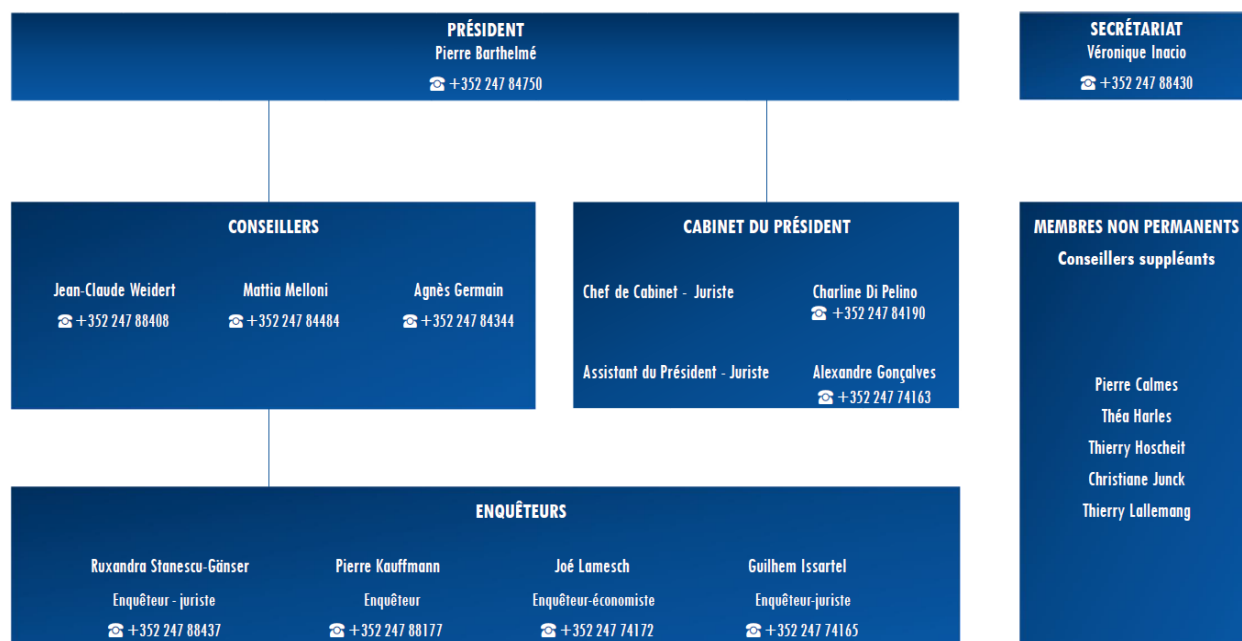 PRÉSIDENT
Pierre Barthelmé
☎ +352 247 84750
SECRÉTARIAT
Véronique Inacio
☎ +352 247 88430
CONSEILLERS
Jean-Claude Weidert
☎ +352 247 88408
Mattia Melloni
☎ +352 247 84484
Agnès Germain
☎ +352 247 84344
CABINET DU PRÉSIDENT
Chef de Cabinet - Juriste
Charline Di Pelino
☎ +352 247 84190
Assistant du Président - Juriste
Alexandre Gonçalves
☎ +352 247 74163
MEMBRES NON PERMANENTS
Conseillers suppléants
Pierre Calmes
Théa Harles
Thierry Hoscheit
Christiane Junck
Thierry Lallemang
ENQUÊTEURS
Ruxandra Stanescu-Gänser
Enquêteur - juriste
☎ +352 247 88437
Pierre Kauffmann
Enquêteur
☎ +352 247 88177
Joé Lamesch
Enquêteur-économiste
☎ +352 247 74172
Guilhem Issartel
Enquêteur-juriste
☎ +352 247 74165